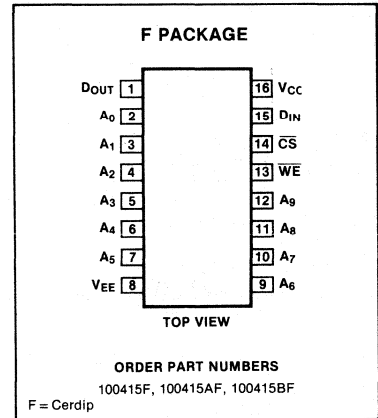 F PACKAGE
DOUT 1 16 VCC
A0 2 15 DIN
A1 3 14 C̅S̅
A2 4 13 W̅E̅
A3 5 12 A9
A4 6 11 A8
A5 7 10 A7
VEE 8 9 A6
TOP VIEW
ORDER PART NUMBERS
100415F, 100415AF, 100415BF
F = Cerdip